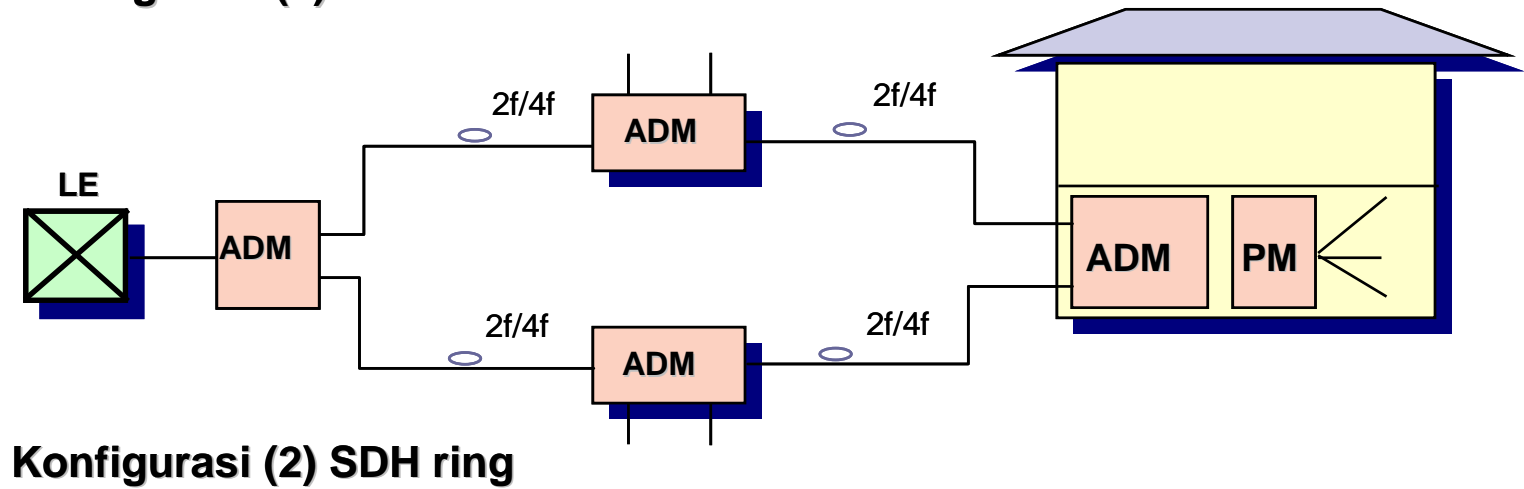 2f/4f
2f/4f
ADM
LE
ADM
ADM
PM
2f/4f
2f/4f
ADM
Konfigurasi (2) SDH ring